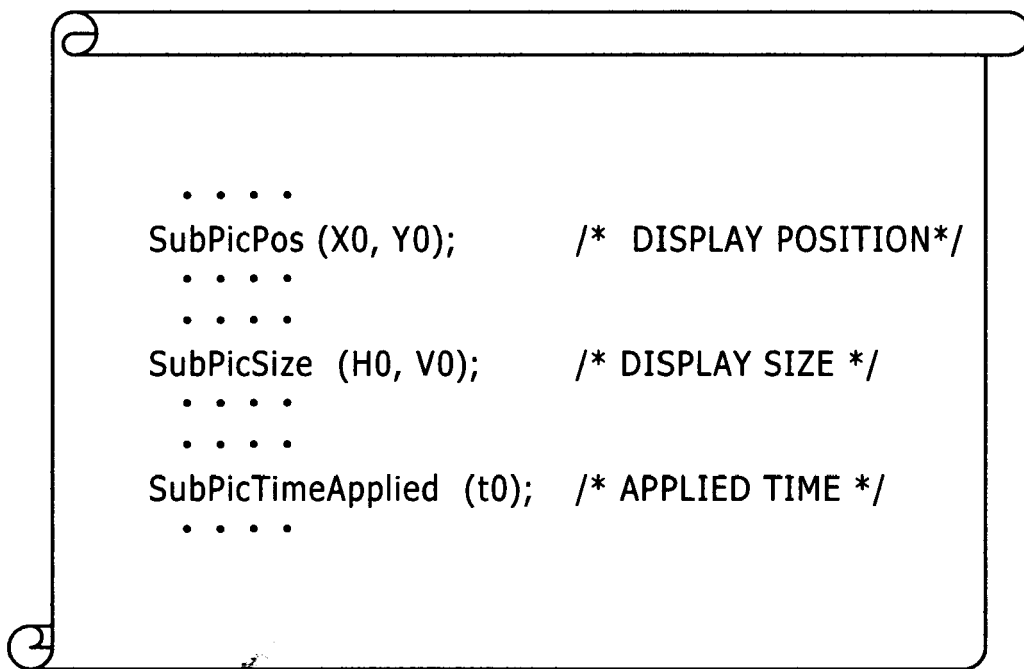 . . . .
SubPicPos (X0, Y0); /* DISPLAY POSITION*/
. . . .
. . . .
SubPicSize (H0, V0); /* DISPLAY SIZE */
. . . .
. . . .
SubPicTimeApplied (t0); /* APPLIED TIME */
. . . .